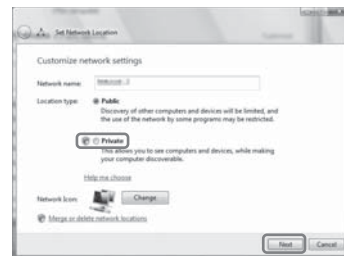 Set Network Location
Customize network settings
Network name:
Location type:
Public
Discovery of other computers and devices will be limited, and
the use of the network by some programs may be restricted.
Private
This allows you to see computers and devices, while making
your computer discoverable.
Help me choose
Network Icon:
Change
Merge or delete network locations
Next
Cancel